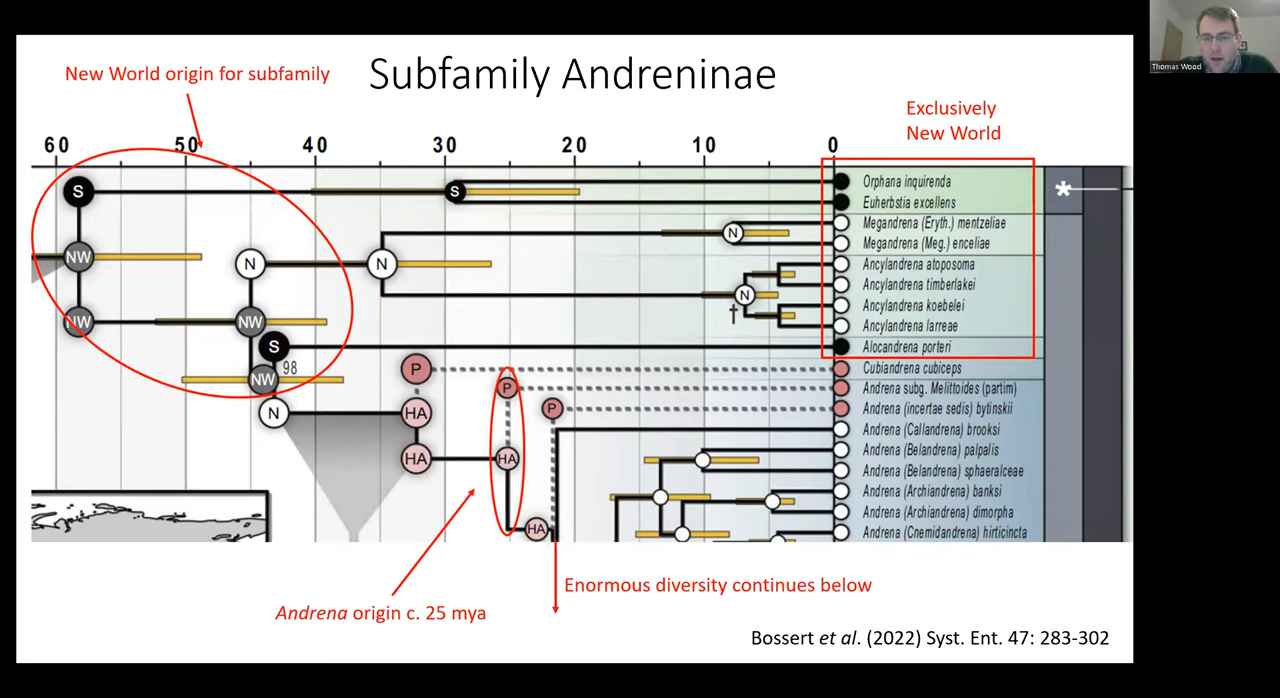 Subfamily Andreninae
New World origin for subfamily
Thomas Wood
Exclusively
New World
60 50 40 30 20 10 0
S
S
Orphana inquirenda
Euherbstia excellens
*
N
Megandrena (Eryth.) mentzeliae
Megandrena (Meg.) enceliae
NW
N
N
Ancylandrena atoposoma
Ancylandrena timberlakei
N
†
Ancylandrena koebelei
Ancylandrena larreae
NW
NW
S
Alocandrena porteri
98
P
Cubiandrena cubiceps
NW
P
Andrena subg. Melittoides (partim)
N
HA
P
Andrena (incertae sedis) bytinskii
Andrena (Callandrena) brooksi
HA
HA
Andrena (Belandrena) palpalis
Andrena (Belandrena) sphaeralceae
Andrena (Archiandrena) banksi
Andrena (Archiandrena) dimorpha
HA
Andrena (Cnemidandrena) hirticincta
Enormous diversity continues below
Andrena origin c. 25 mya
Bossert et al. (2022) Syst. Ent. 47: 283-302